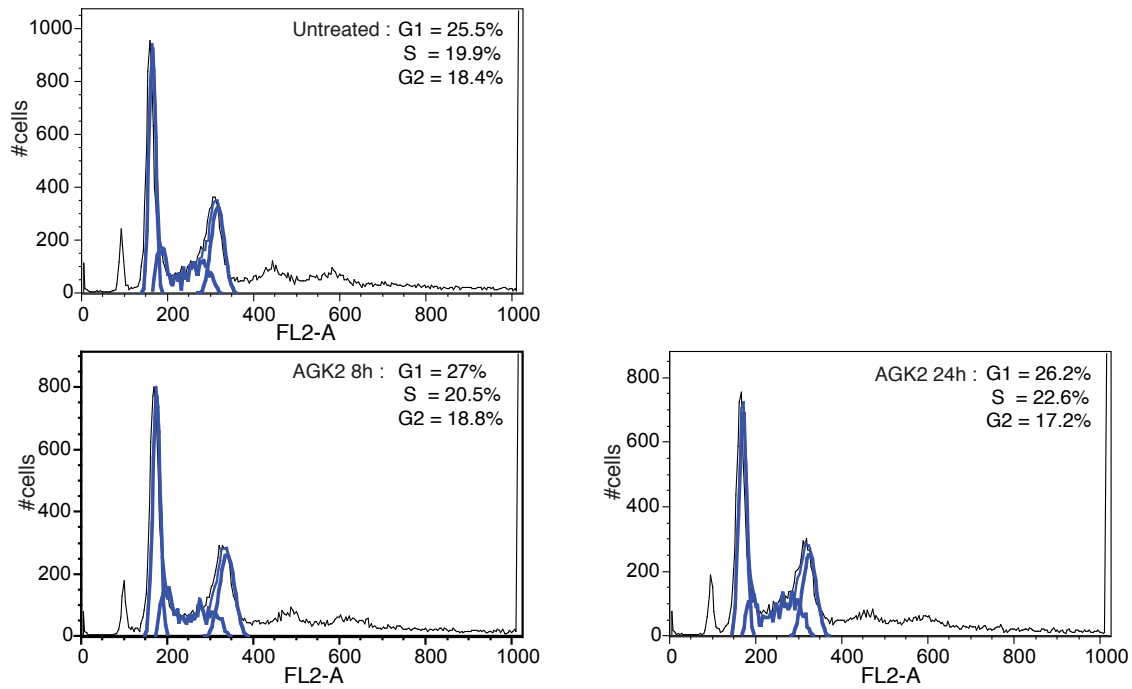 Untreated : G1 = 25.5%
S = 19.9%
G2 = 18.4%
#cells
1000
800
600
400
200
0
0 200 400 600 800 1000
FL2-A
AGK2 8h : G1 = 27%
S = 20.5%
G2 = 18.8%
#cells
800
600
400
200
0
0 200 400 600 800 1000
FL2-A
AGK2 24h : G1 = 26.2%
S = 22.6%
G2 = 17.2%
#cells
800
600
400
200
0
0 200 400 600 800 1000
FL2-A